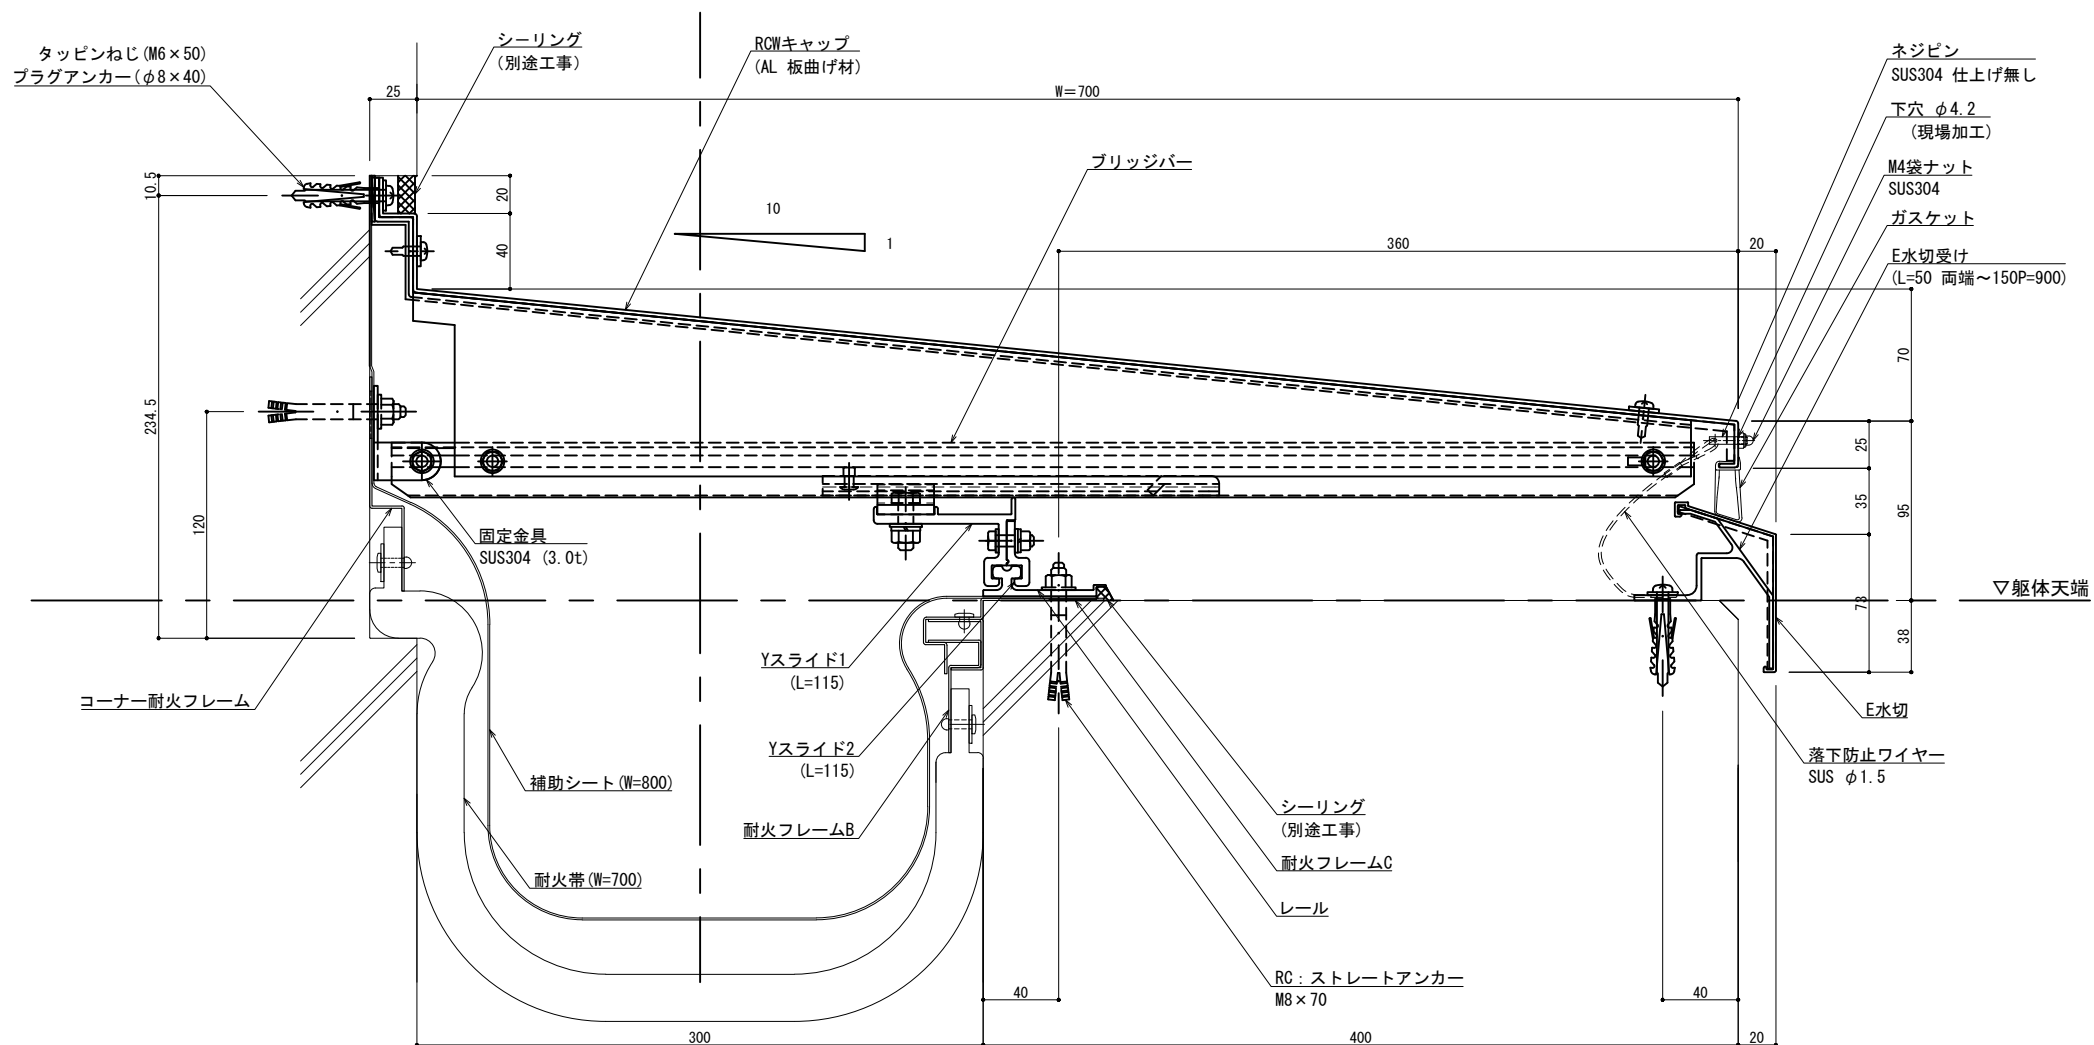 タッピンねじ(M6×50)
プラグアンカー(φ8×40)
シーリング
(別途工事)
RCWキャップ
(AL 板曲げ材)
ネジピン
SUS304 仕上げ無し
下穴 φ4.2
(現場加工)
M4袋ナット
SUS304
ガスケット
E水切受け
(L=50 両端~150P=900)
25
W=700
ブリッジバー
10.5
20
40
10
1
360
20
234.5
120
70
25
35
95
73
38
▽躯体天端
固定金具
SUS304 (3.0t)
コーナー耐火フレーム
Yスライド1
(L=115)
Yスライド2
(L=115)
補助シート(W=800)
耐火フレームB
耐火帯(W=700)
E水切
落下防止ワイヤー
SUS φ1.5
シーリング
(別途工事)
耐火フレームC
レール
RC:ストレートアンカー
M8×70
40
40
300
400
20